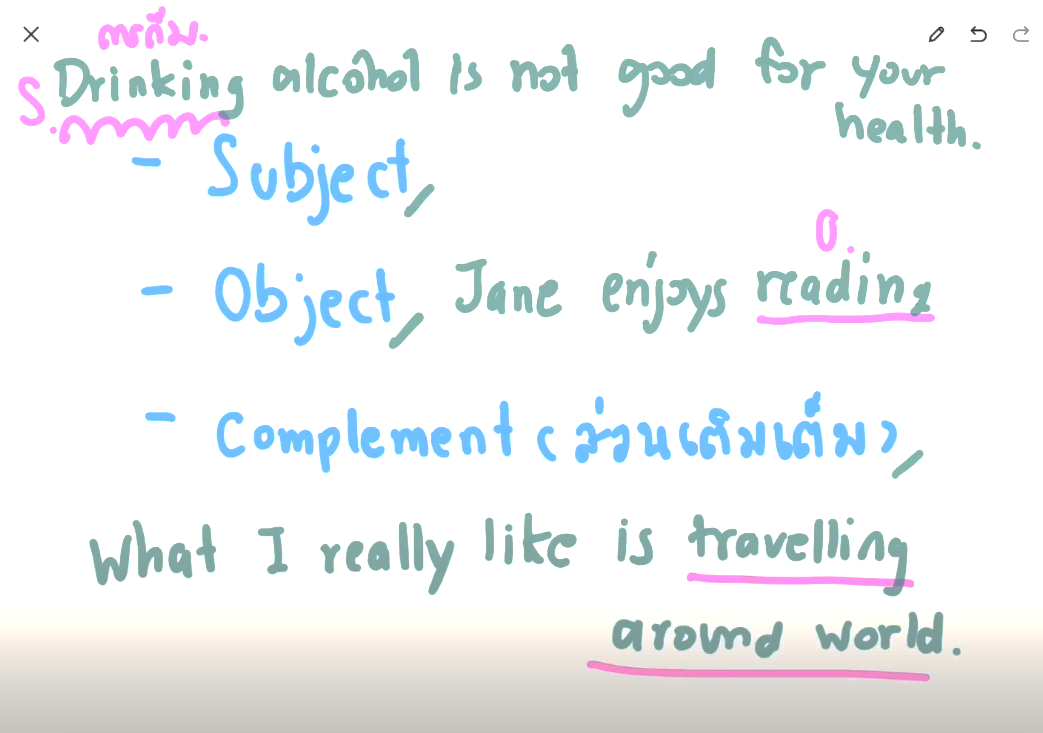 การดื่ม.
Drinking alcohol is not good for your
S.
health.
- Subject,
O.
- Object, Jane enjoys reading
- Complement (ส่วนเติมเต็ม),
What I really like is travelling
around world.